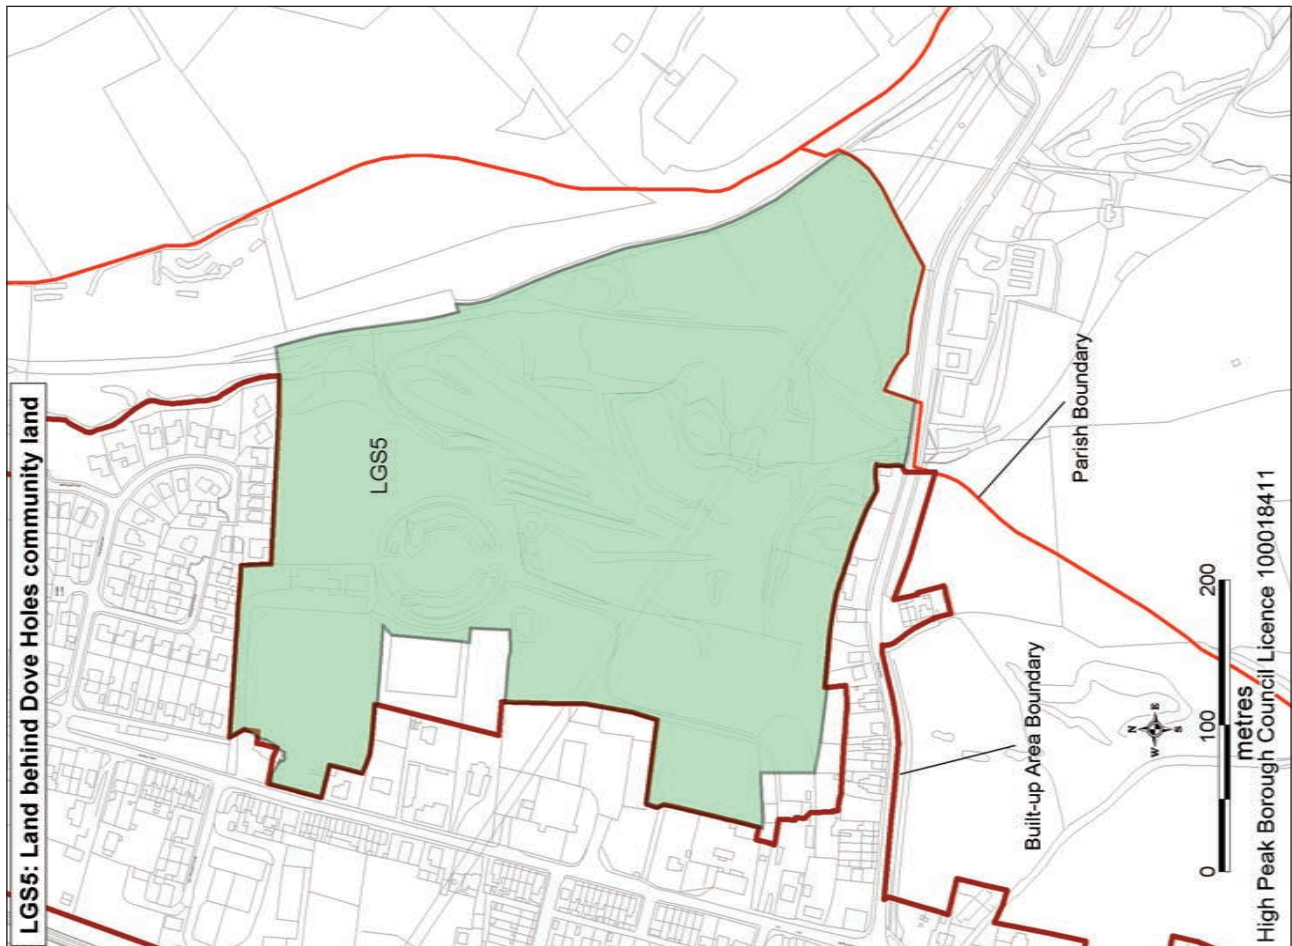 LGS5: Land behind Dove Holes community land
LGS5
Parish Boundary
Built-up Area Boundary
N
W E
S
0 100 200
metres
High Peak Borough Council Licence 100018411